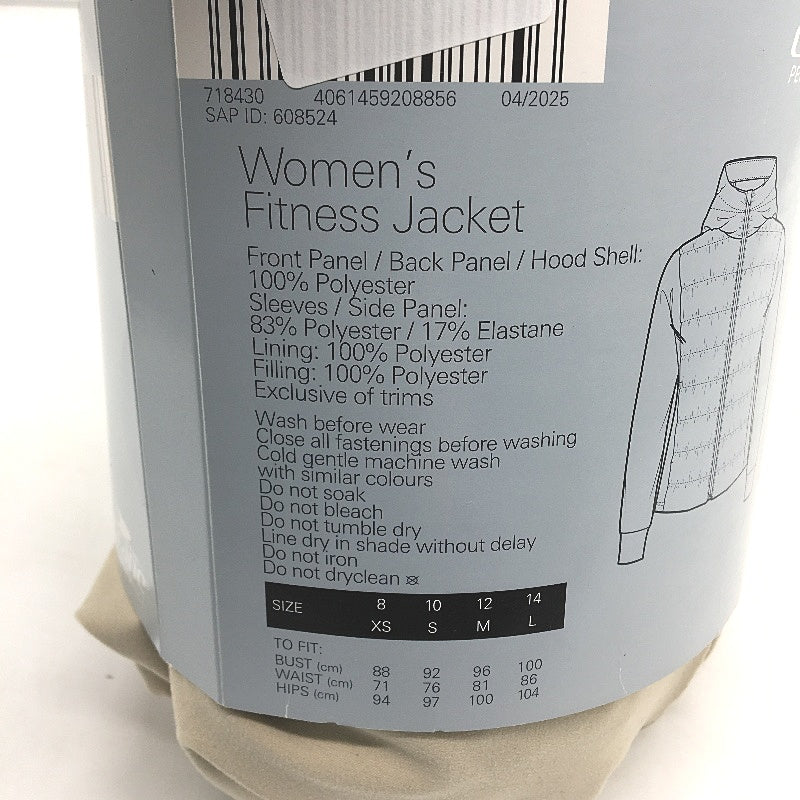 718430 4061459208856 04/2025
SAP ID: 608524
Women's
Fitness Jacket
Front Panel / Back Panel / Hood Shell:
100% Polyester
Sleeves / Side Panel:
83% Polyester / 17% Elastane
Lining: 100% Polyester
Filling: 100% Polyester
Exclusive of trims
Wash before wear
Close all fastenings before washing
Cold gentle machine wash
with similar colours
Do not soak
Do not bleach
Do not tumble dry
Line dry in shade without delay
Do not iron
Do not dryclean
SIZE 8 10 12 14
XS S M L
TO FIT:
BUST (cm) 88 92 96 100
WAIST (cm) 71 76 81 86
HIPS (cm) 94 97 100 104